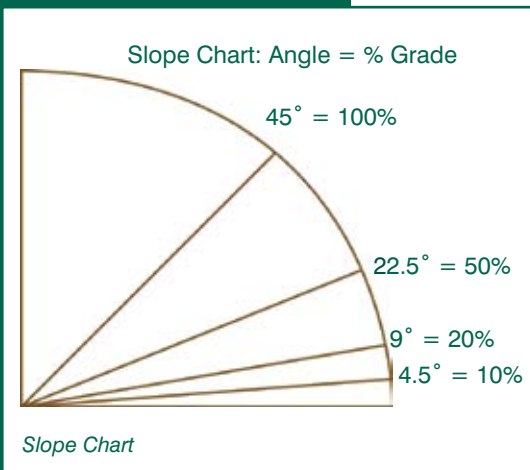 Slope Chart: Angle = % Grade
45˚ = 100%
22.5˚ = 50%
9˚ = 20%
4.5˚ = 10%
Slope Chart